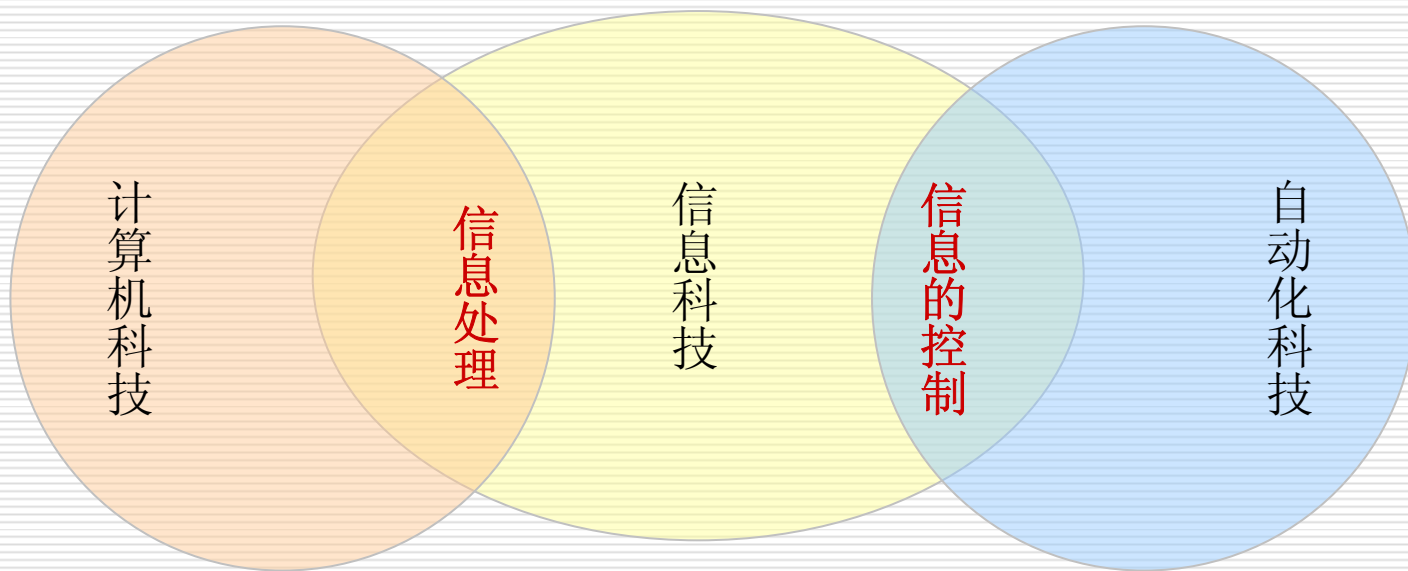 计算机科技
信息处理
信息科技
信息的控制
自动化科技